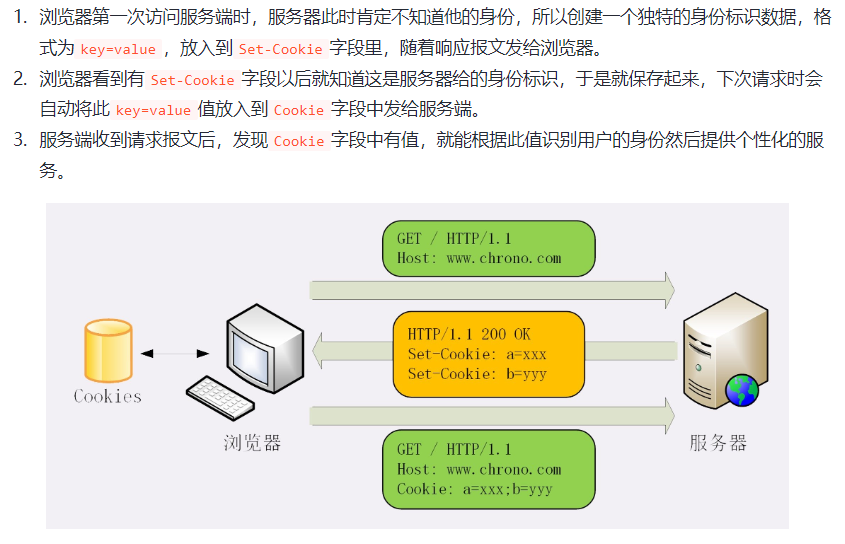 1. 浏览器第一次访问服务端时，服务器此时肯定不知道他的身份，所以创建一个独特的身份标识数据，格
式为 key=value ，放入到 Set-Cookie 字段里，随着响应报文发给浏览器。
2. 浏览器看到有 Set-Cookie 字段以后就知道这是服务器给的身份标识，于是就保存起来，下次请求时会
自动将此 key=value 值放入到 Cookie 字段中发给服务端。
3. 服务端收到请求报文后，发现 Cookie 字段中有值，就能根据此值识别用户的身份然后提供个性化的服
务。
GET / HTTP/1.1
Host: www.chrono.com
HTTP/1.1 200 OK
Set-Cookie: a=xxx
Set-Cookie: b=yyy
Cookies
浏览器
服务器
GET / HTTP/1.1
Host: www.chrono.com
Cookie: a=xxx;b=yyy